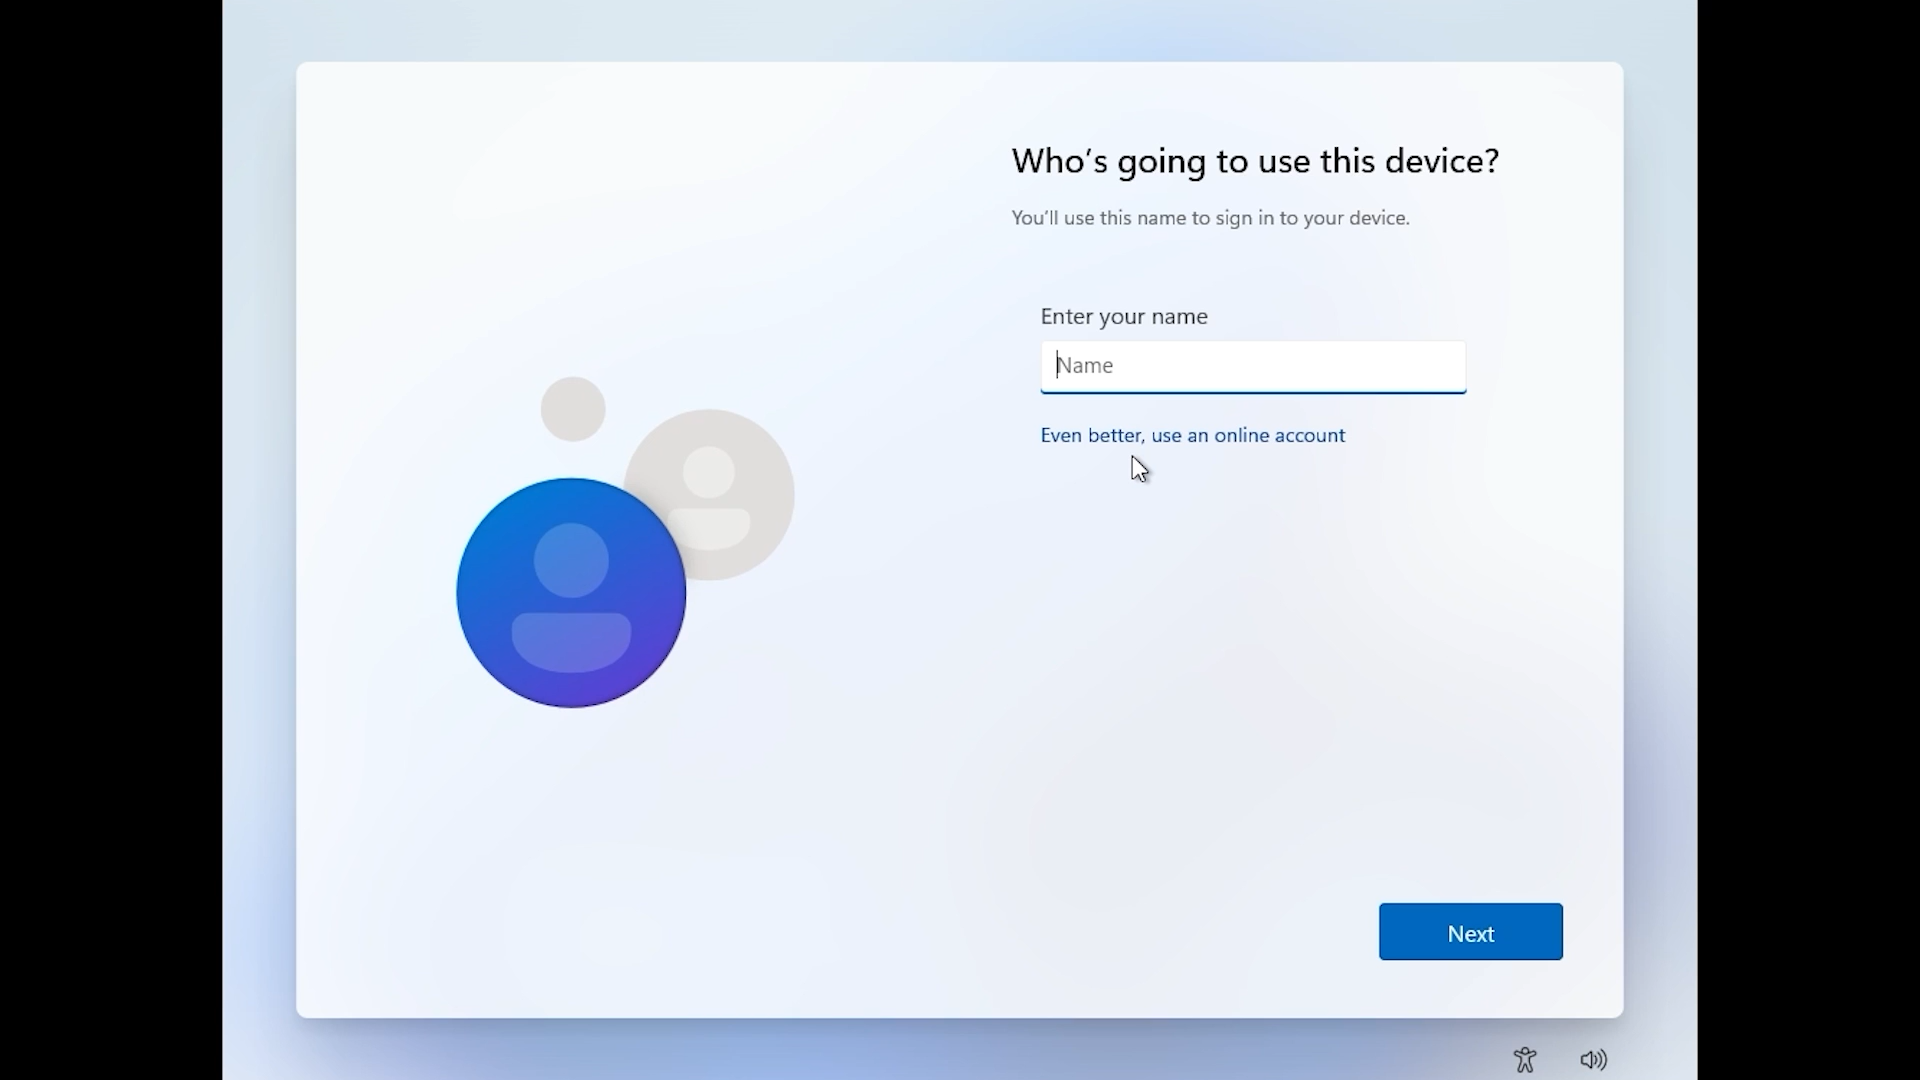 Who's going to use this device?
You'll use this name to sign in to your device.
Enter your name
Name
Even better, use an online account
Next